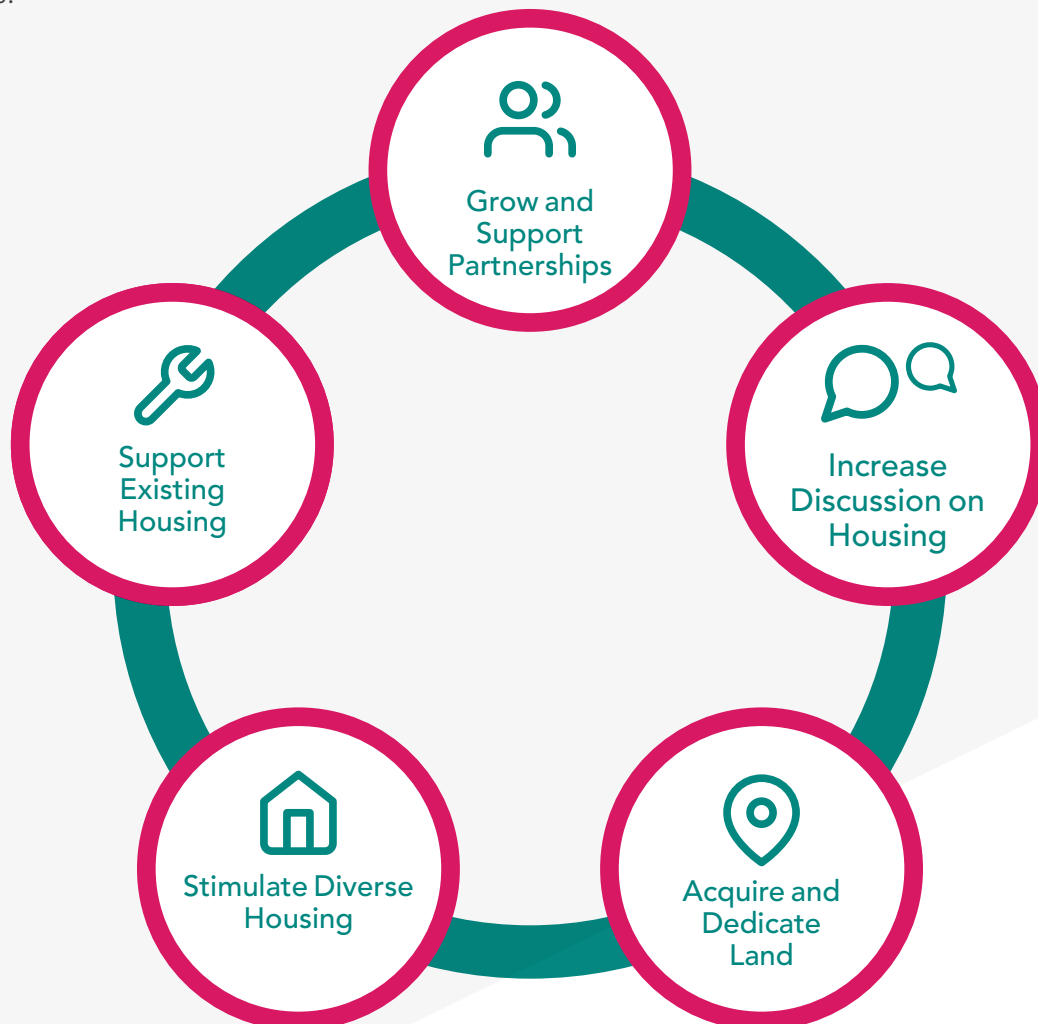 Grow and
Support
Partnerships
Increase
Discussion on
Housing
Acquire and
Dedicate
Land
Stimulate Diverse
Housing
Support
Existing
Housing